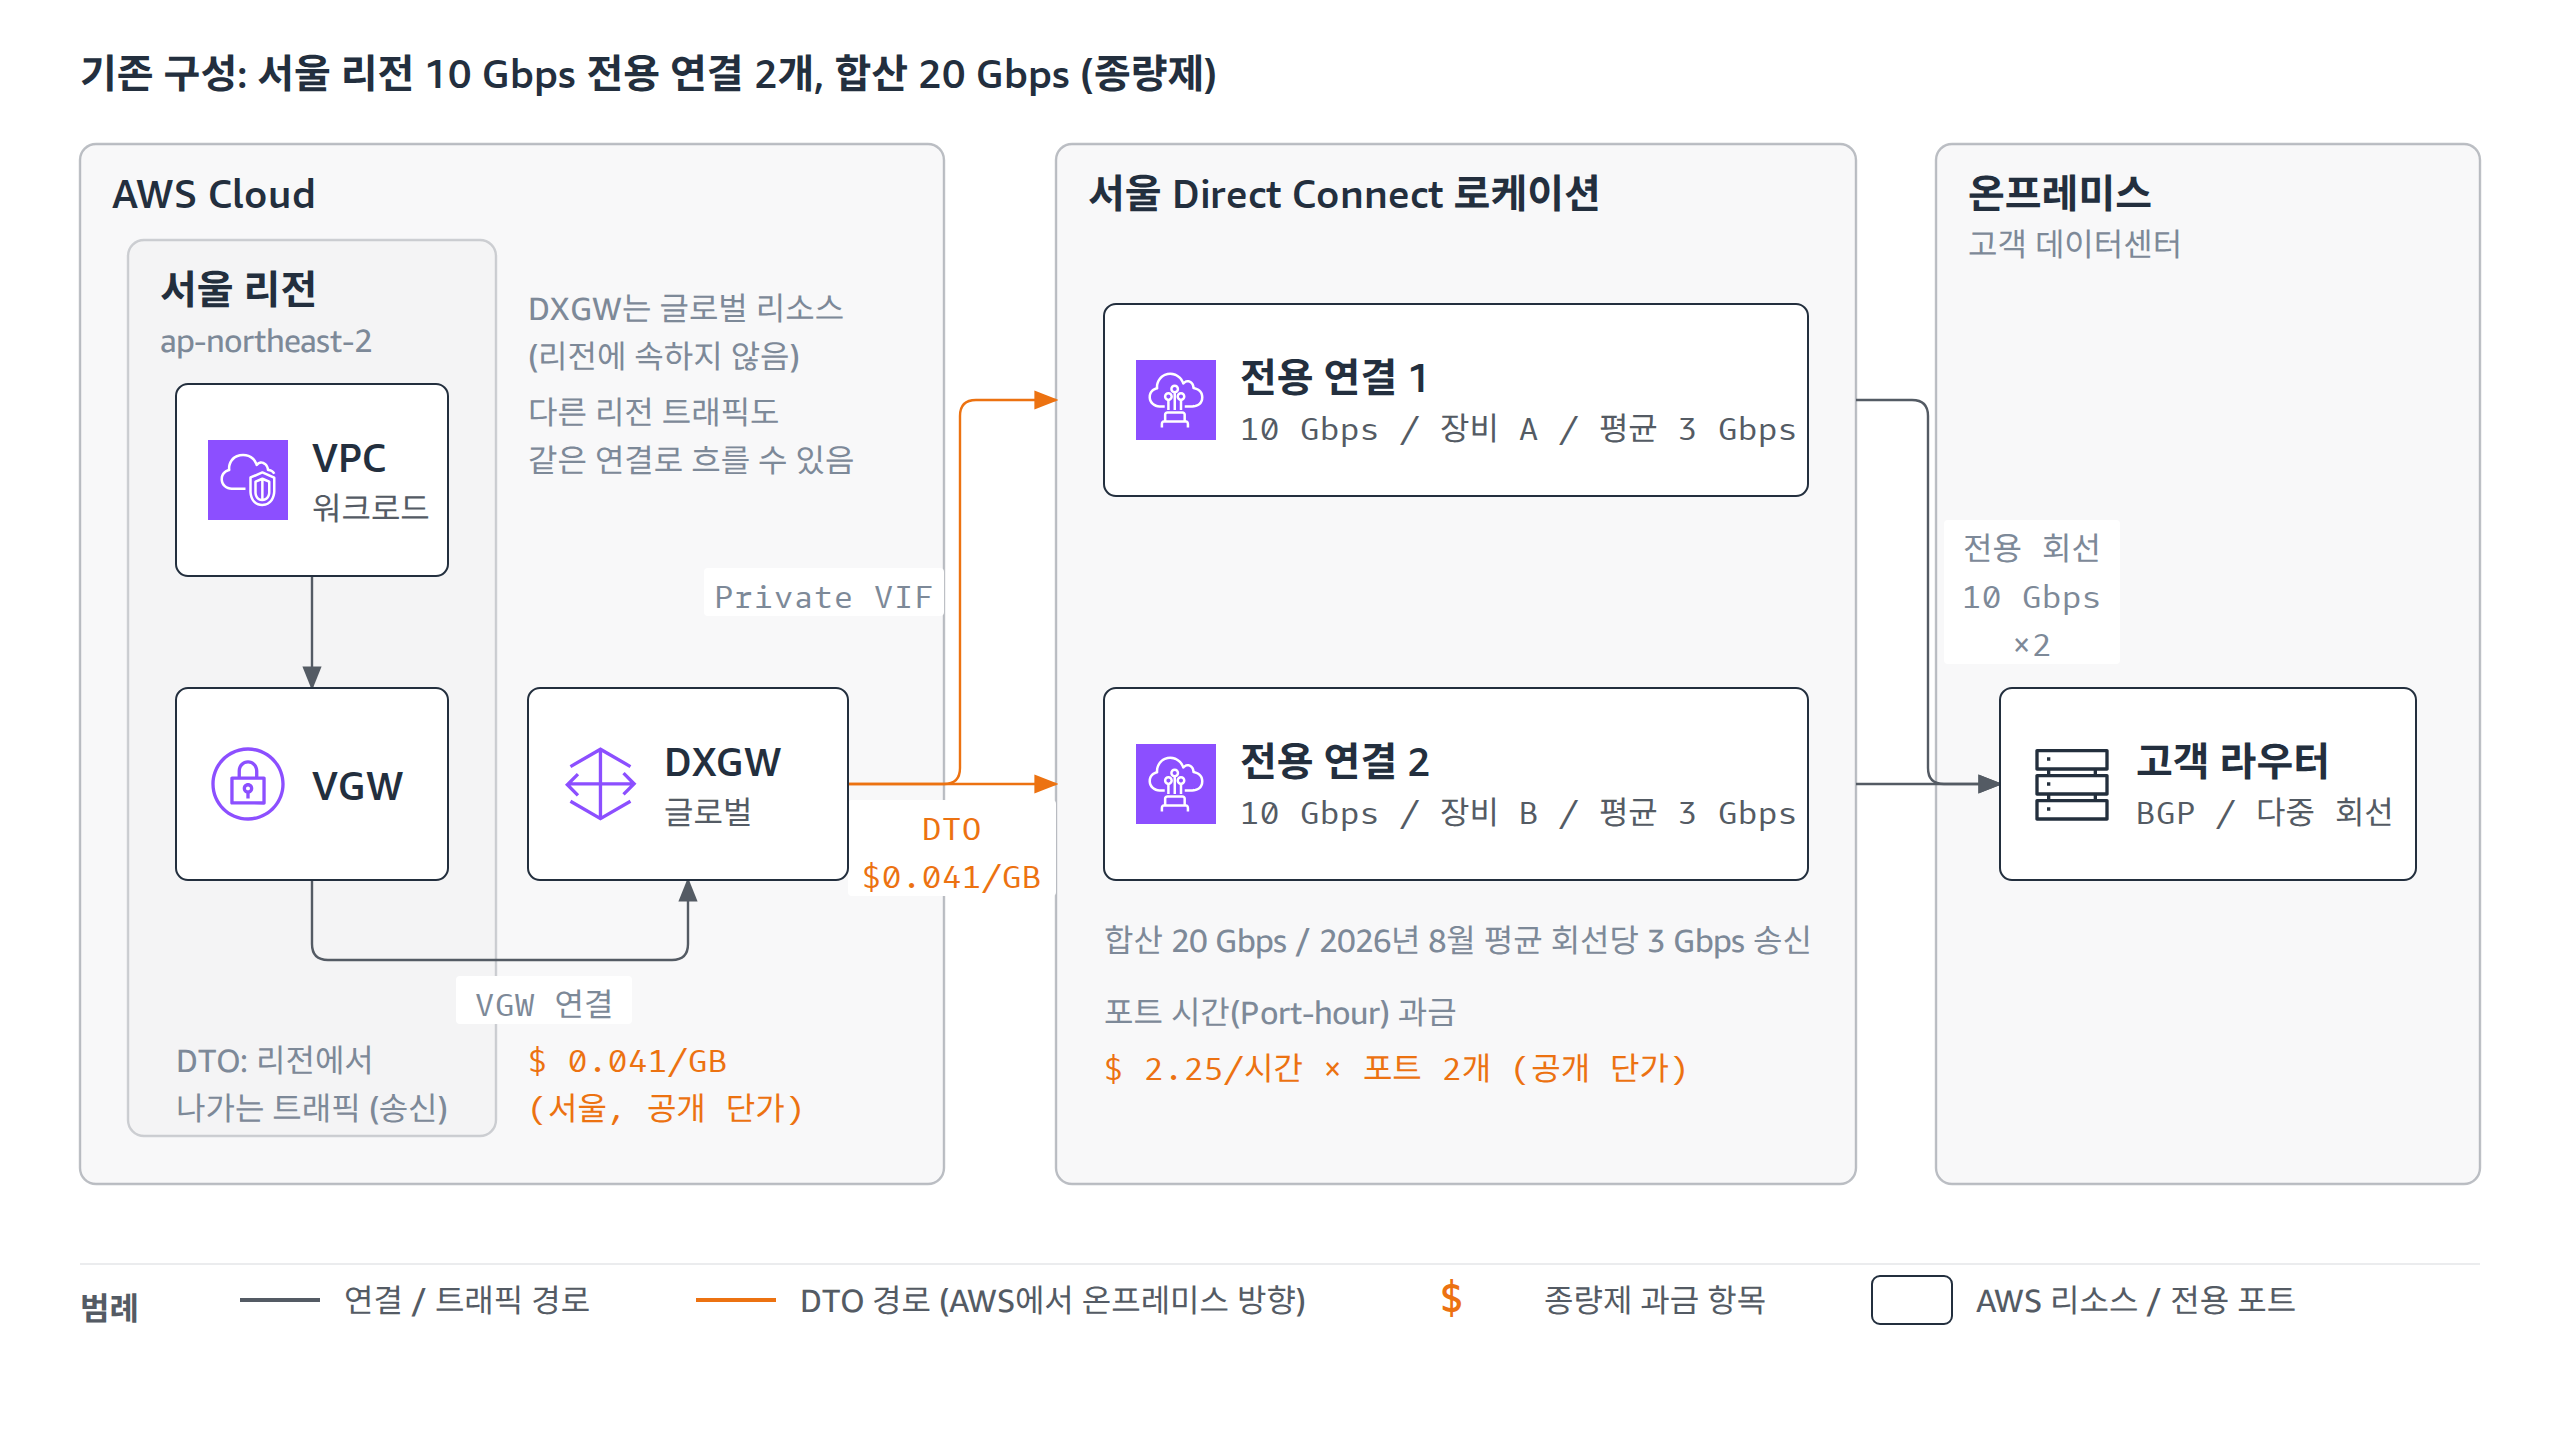 기존 구성: 서울 리전 10 Gbps 전용 연결 2개, 합산 20 Gbps (종량제)
AWS Cloud
서울 리전
ap-northeast-2
VPC
워크로드
DXGW는 글로벌 리소스
(리전에 속하지 않음)
다른 리전 트래픽도
같은 연결로 흐를 수 있음
Private VIF
VGW
DXGW
글로벌
DTO
$0.041/GB
VGW 연결
DTO: 리전에서
나가는 트래픽 (송신)
$ 0.041/GB
(서울, 공개 단가)
서울 Direct Connect 로케이션
전용 연결 1
10 Gbps / 장비 A / 평균 3 Gbps
전용 연결 2
10 Gbps / 장비 B / 평균 3 Gbps
합산 20 Gbps / 2026년 8월 평균 회선당 3 Gbps 송신
포트 시간(Port-hour) 과금
$ 2.25/시간 × 포트 2개 (공개 단가)
온프레미스
고객 데이터센터
전용 회선
10 Gbps
×2
고객 라우터
BGP / 다중 회선
범례
연결 / 트래픽 경로
DTO 경로 (AWS에서 온프레미스 방향)
$ 종량제 과금 항목
AWS 리소스 / 전용 포트